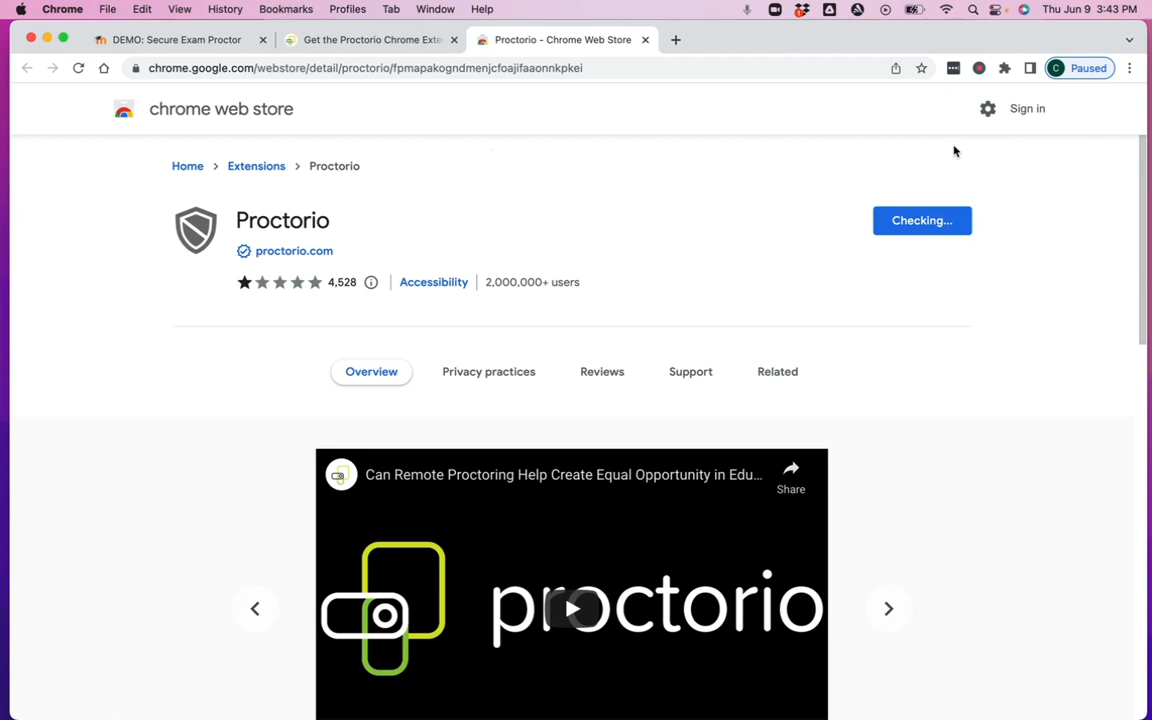 Chrome File Edit View History Bookmarks Profiles Tab Window Help Thu Jun 9 3:43 PM
DEMO: Secure Exam Proctor Get the Proctorio Chrome Exte Proctorio - Chrome Web Store
chrome.google.com/webstore/detail/proctorio/fpmapakogndmenjcfoajifaaonnkpkei C Paused
chrome web store Sign in
Home > Extensions > Proctorio
Proctorio Checking...
proctorio.com
4,528 Accessibility 2,000,000+ users
Overview Privacy practices Reviews Support Related
Can Remote Proctoring Help Create Equal Opportunity in Edu...
Share
proctorio